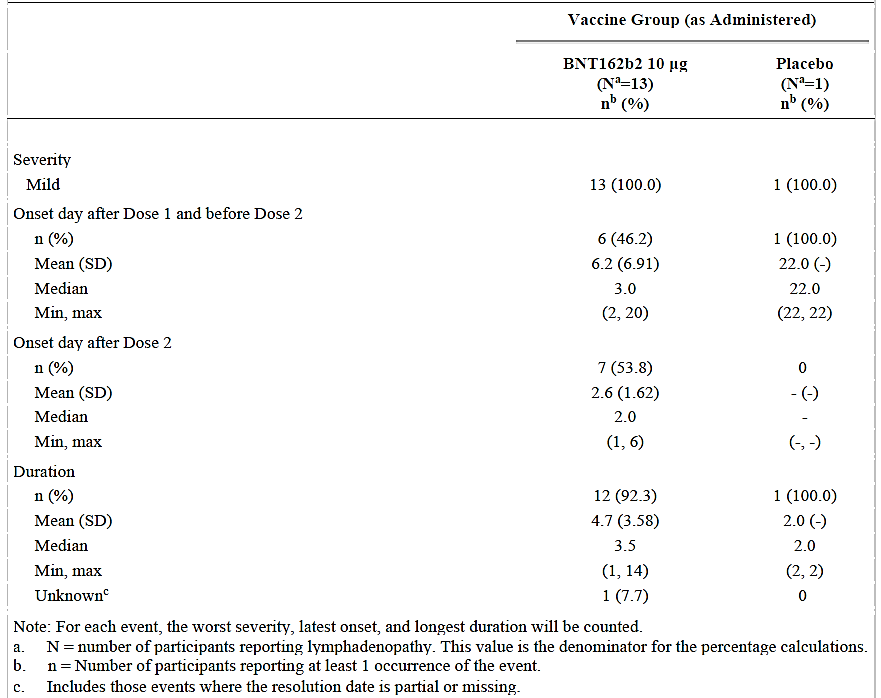 Vaccine Group (as Administered)
BNT162b2 10 µg Placebo
(Nᵃ=13) (Nᵃ=1)
nᵇ (%) nᵇ (%)
Severity
Mild 13 (100.0) 1 (100.0)
Onset day after Dose 1 and before Dose 2
n (%) 6 (46.2) 1 (100.0)
Mean (SD) 6.2 (6.91) 22.0 (-)
Median 3.0 22.0
Min, max (2, 20) (22, 22)
Onset day after Dose 2
n (%) 7 (53.8) 0
Mean (SD) 2.6 (1.62) - (-)
Median 2.0 -
Min, max (1, 6) (-, -)
Duration
n (%) 12 (92.3) 1 (100.0)
Mean (SD) 4.7 (3.58) 2.0 (-)
Median 3.5 2.0
Min, max (1, 14) (2, 2)
Unknownᶜ 1 (7.7) 0
Note: For each event, the worst severity, latest onset, and longest duration will be counted.
a. N = number of participants reporting lymphadenopathy. This value is the denominator for the percentage calculations.
b. n = Number of participants reporting at least 1 occurrence of the event.
c. Includes those events where the resolution date is partial or missing.